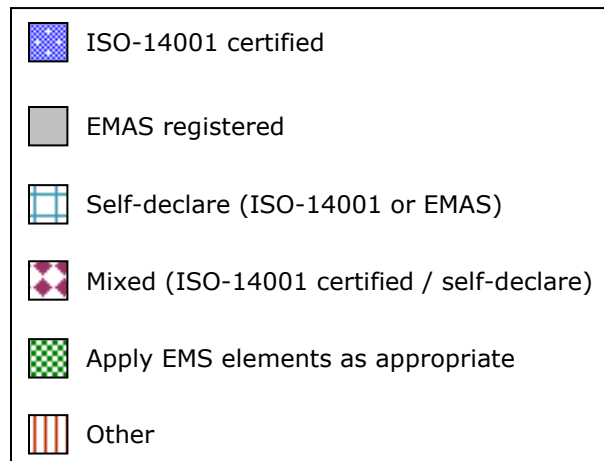 ISO-14001 certified
EMAS registered
Self-declare (ISO-14001 or EMAS)
Mixed (ISO-14001 certified / self-declare)
Apply EMS elements as appropriate
Other